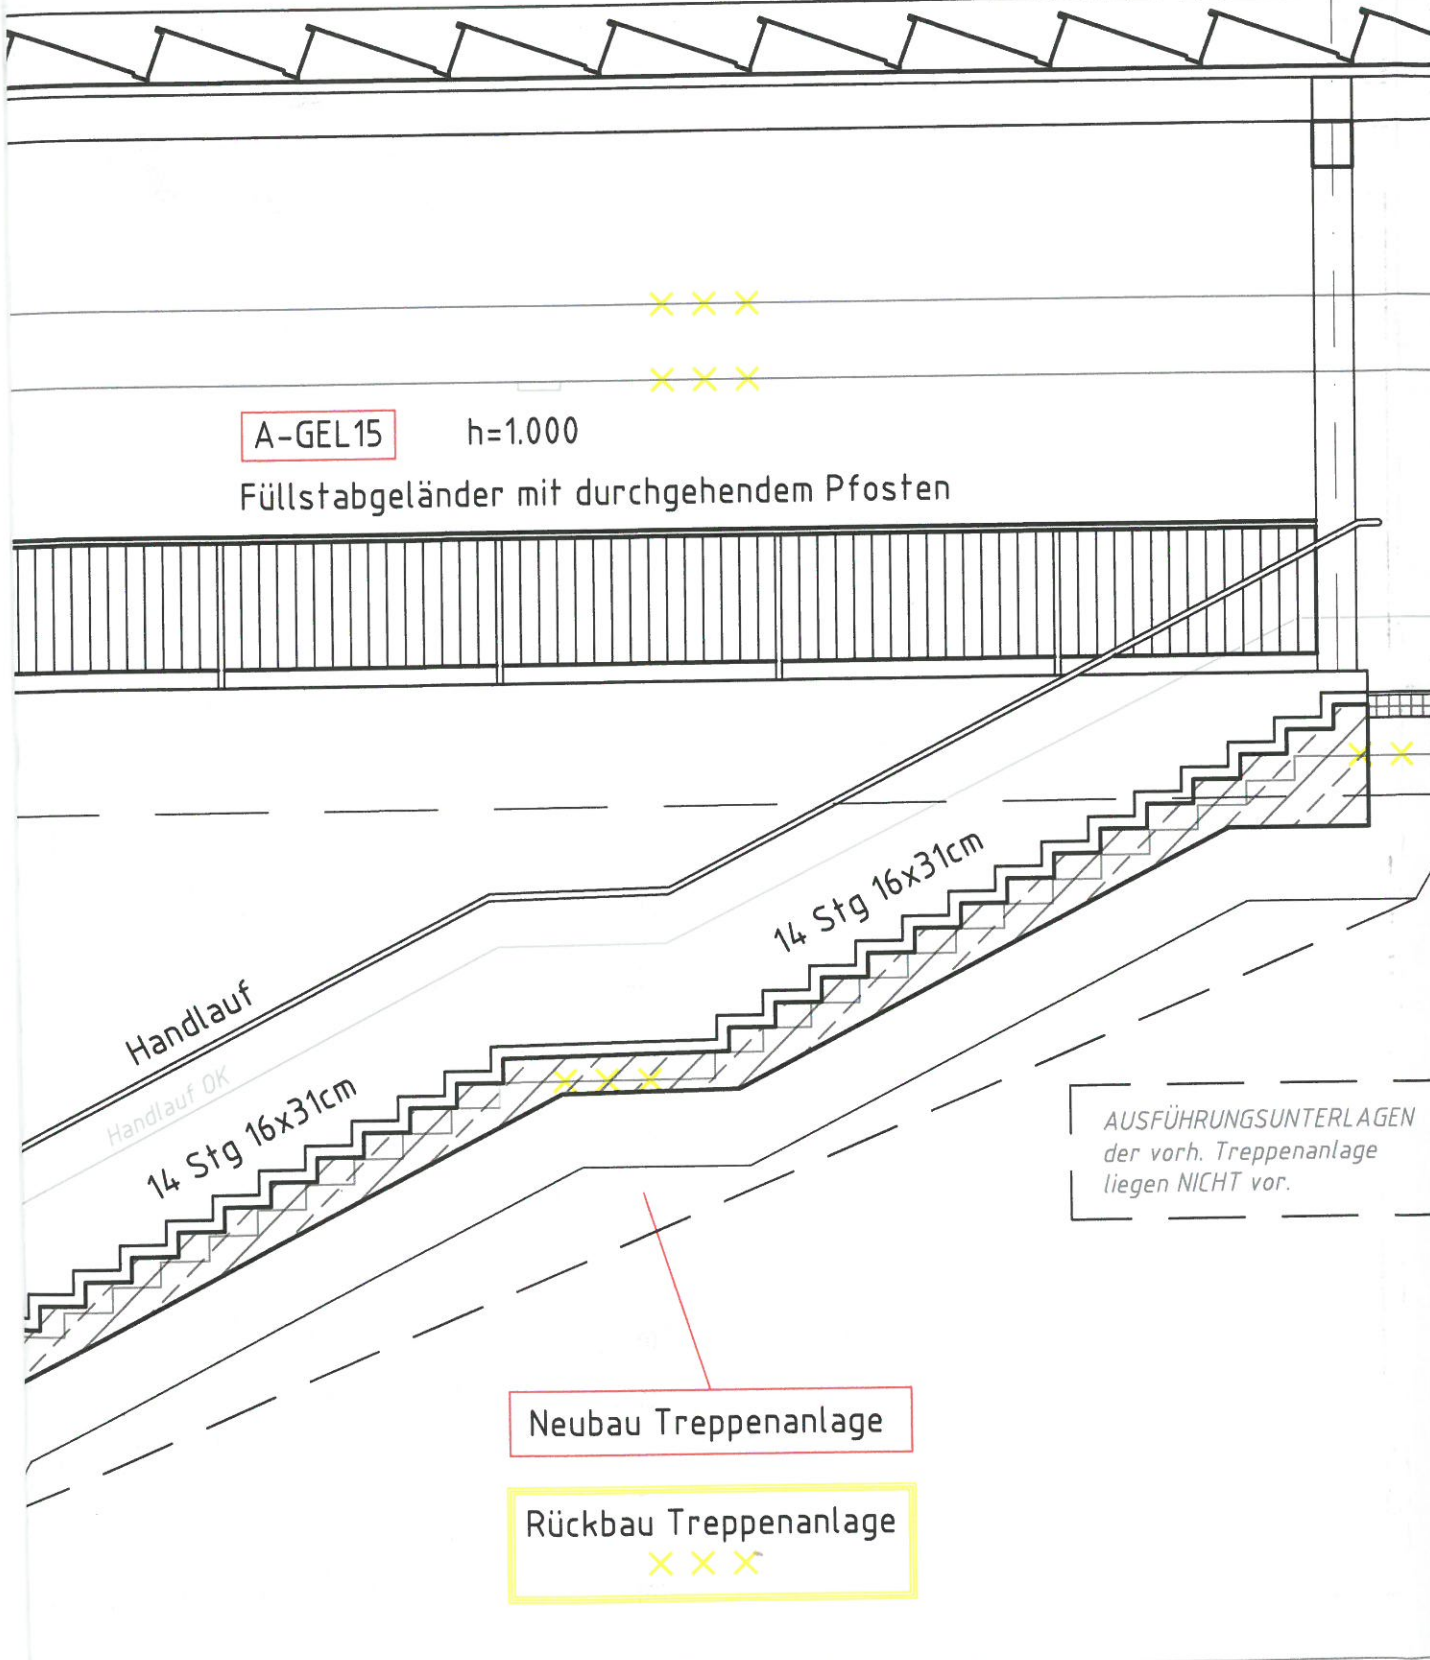 A-GEL15 h=1.000
Füllstabgeländer mit durchgehendem Pfosten
14 Stg 16x31cm
Handlauf
Handlauf OK
14 Stg 16x31cm
AUSFÜHRUNGSUNTERLAGEN
der vorh. Treppenanlage
liegen NICHT vor.
Neubau Treppenanlage
Rückbau Treppenanlage